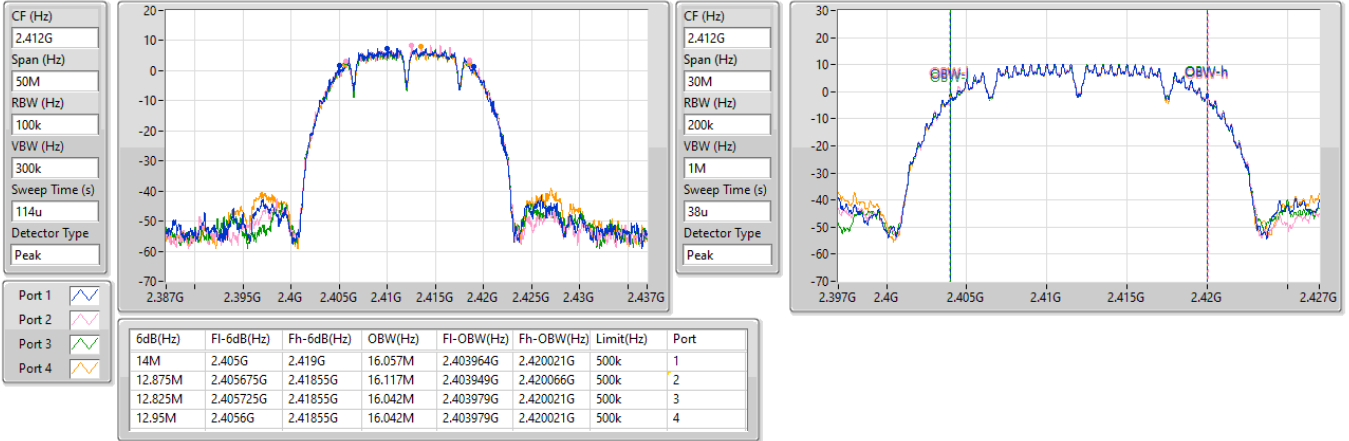 CF (Hz)
2.412G
Span (Hz)
50M
RBW (Hz)
100k
VBW (Hz)
300k
Sweep Time (s)
114u
Detector Type
Peak
Port 1
Port 2
Port 3
Port 4
20
10
0
-10
-20
-30
-40
-50
-60
-70
2.387G 2.395G 2.4G 2.405G 2.41G 2.415G 2.42G 2.425G 2.43G 2.437G
CF (Hz)
2.412G
Span (Hz)
30M
RBW (Hz)
200k
VBW (Hz)
1M
Sweep Time (s)
38u
Detector Type
Peak
30
20
10
0
-10
-20
-30
-40
-50
-60
-70
OBW-l OBW-h
2.397G 2.4G 2.405G 2.41G 2.415G 2.42G 2.427G
6dB(Hz) Fl-6dB(Hz) Fh-6dB(Hz) OBW(Hz) Fl-OBW(Hz) Fh-OBW(Hz) Limit(Hz) Port
14M 2.405G 2.419G 16.057M 2.403964G 2.420021G 500k 1
12.875M 2.405675G 2.41855G 16.117M 2.403949G 2.420066G 500k 2
12.825M 2.405725G 2.41855G 16.042M 2.403979G 2.420021G 500k 3
12.95M 2.4056G 2.41855G 16.042M 2.403979G 2.420021G 500k 4